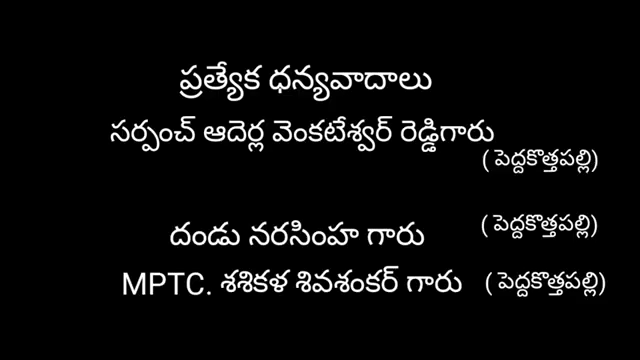 ప్రత్యేక ధన్యవాదాలు
సర్పంచ్ ఆదెర్ల వెంకటేశ్వర్ రెడ్డిగారు
( పెద్దకొత్తపల్లి)
దండు నరసింహ గారు ( పెద్దకొత్తపల్లి)
MPTC. శశికళ శివశంకర్ గారు ( పెద్దకొత్తపల్లి)